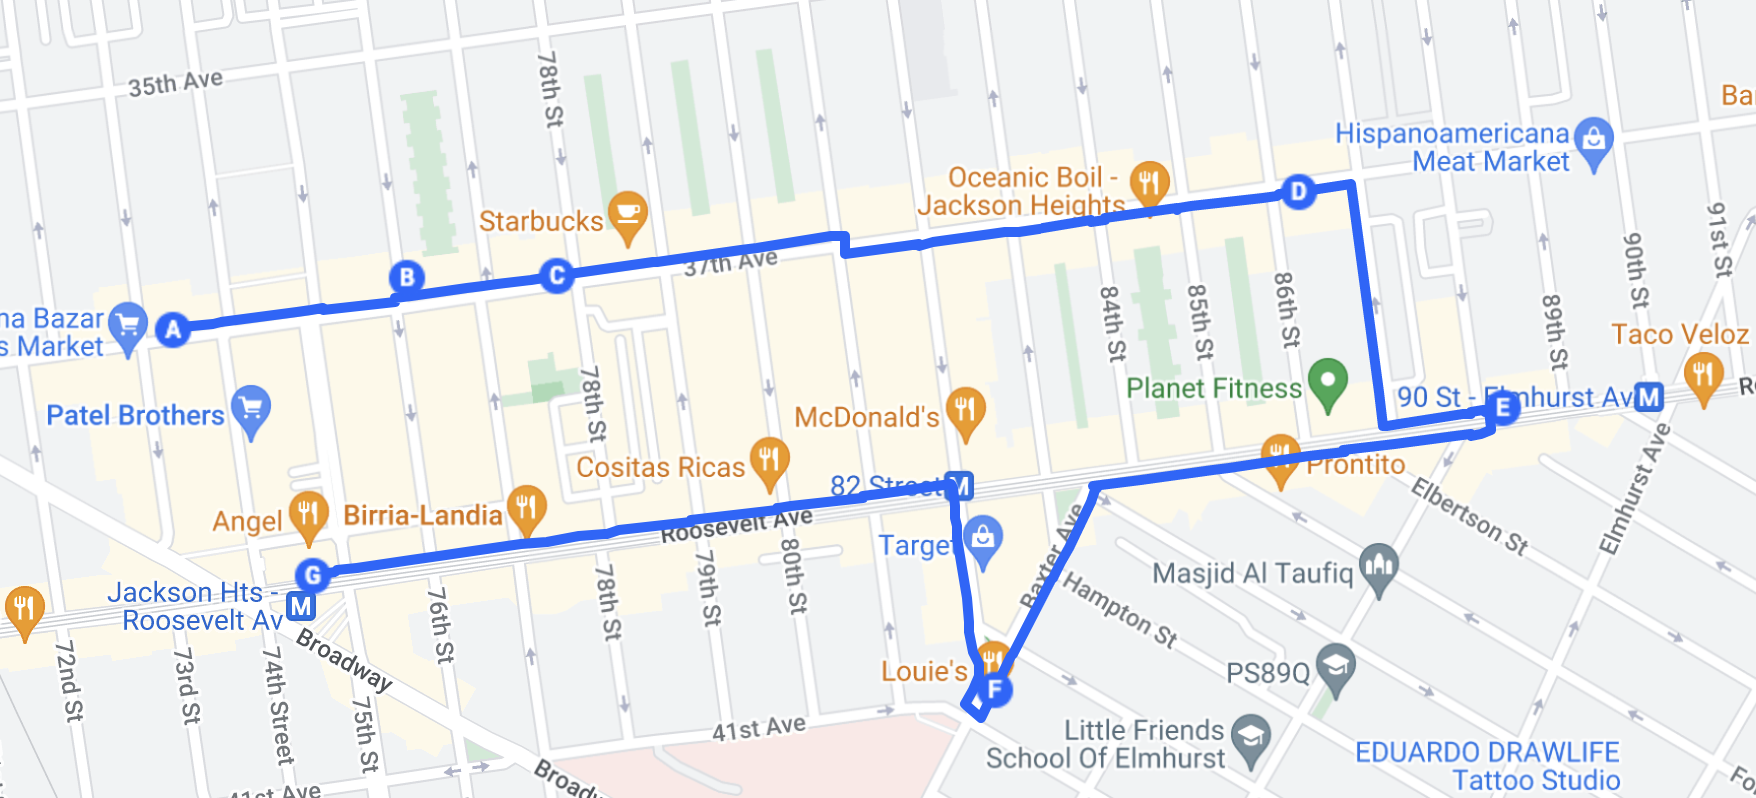 35th Ave
78th St
Ba
Hispanoamericana
Meat Market
Oceanic Boil -
Jackson Heights
D
Starbucks
91st St
90th St
B
C
37th Ave
na Bazar
s Market
A
84th St
85th St
86th St
89th St
Taco Veloz
Patel Brothers
78th St
Planet Fitness
90 St - Elmhurst Av
M
E
McDonald's
Cositas Ricas
82 Street
M
Prontito
Elbertson St
Elmhurst Ave
Angel
Birria-Landia
Roosevelt Ave
Target
Baxter Ave
Masjid Al Taufiq
G
Jackson Hts -
Roosevelt Av
M
76th St
78th St
79th St
80th St
Hampton St
Broadway
72nd St
73rd St
74th Street
75th St
Louie's
F
PS89Q
41st Ave
Little Friends
School Of Elmhurst
EDUARDO DRAWLIFE
Tattoo Studio
41st Ave
Broadw
Fo